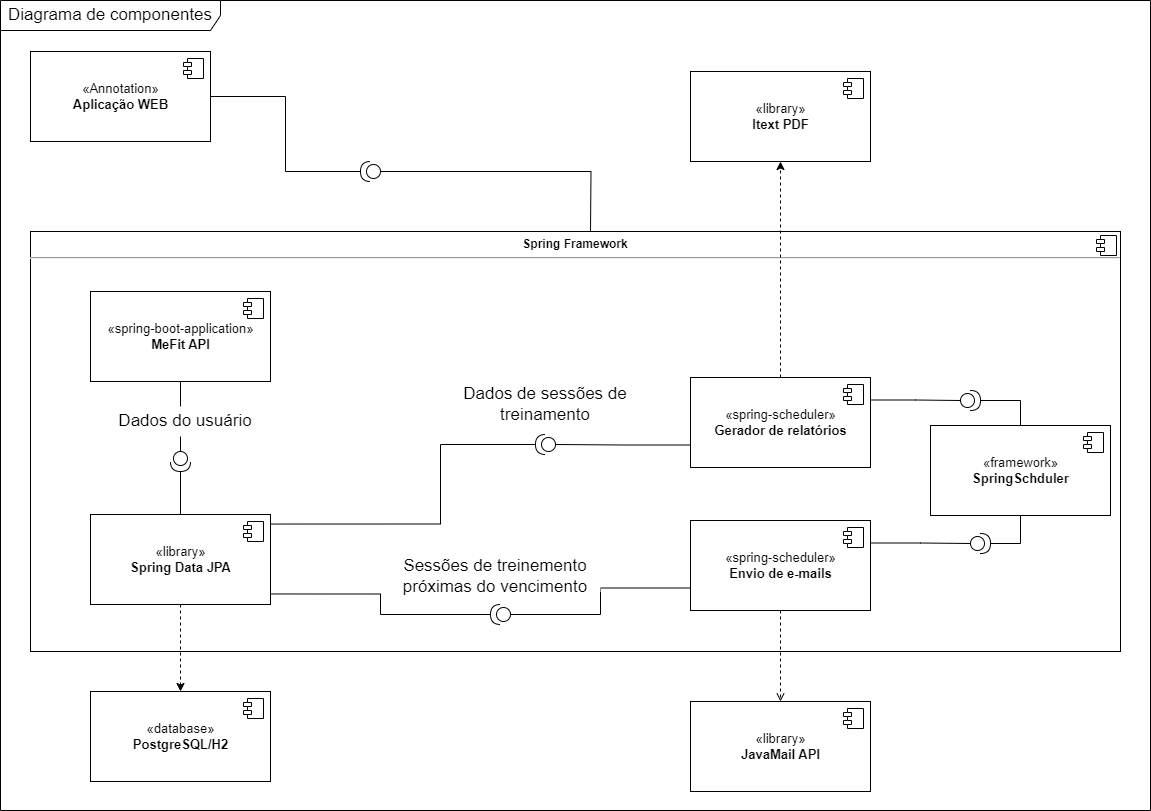 Diagrama de componentes
«Annotation»
Aplicação WEB
«library»
Itext PDF
Spring Framework
«spring-boot-application»
MeFit API
Dados do usuário
Dados de sessões de
treinamento
«spring-scheduler»
Gerador de relatórios
«framework»
SpringSchduler
«library»
Spring Data JPA
Sessões de treinemento
próximas do vencimento
«spring-scheduler»
Envio de e-mails
«database»
PostgreSQL/H2
«library»
JavaMail API